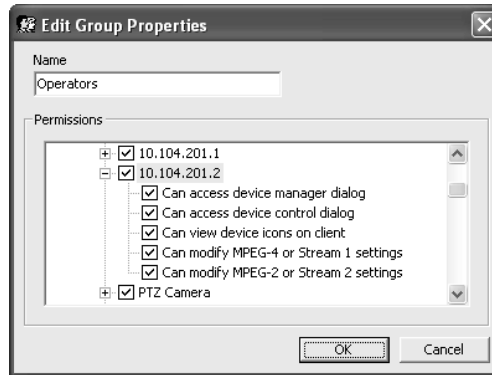 Edit Group Properties
Name
Operators
Permissions
10.104.201.1
10.104.201.2
Can access device manager dialog
Can access device control dialog
Can view device icons on client
Can modify MPEG-4 or Stream 1 settings
Can modify MPEG-2 or Stream 2 settings
PTZ Camera
OK
Cancel